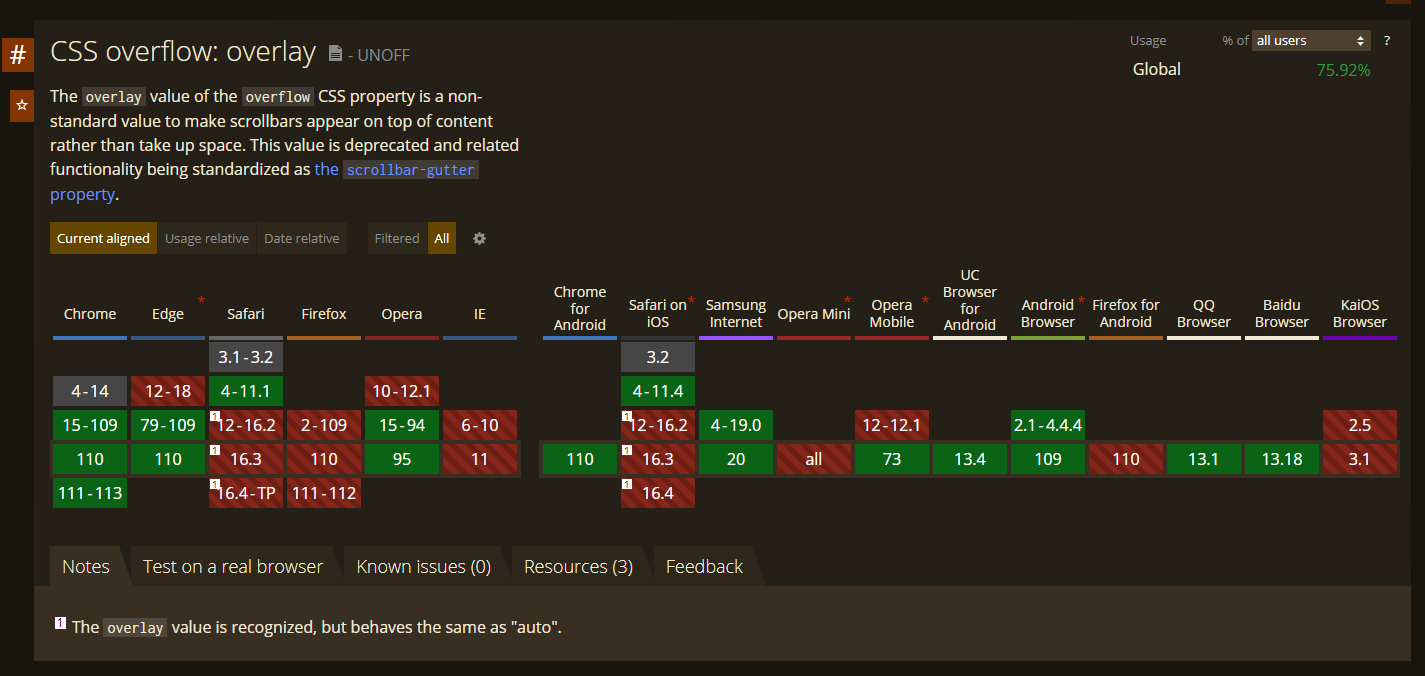 #
CSS overflow: overlay - UNOFF
Usage % of all users ?
Global 75.92%
The overlay value of the overflow CSS property is a non-
standard value to make scrollbars appear on top of content
rather than take up space. This value is deprecated and related
functionality being standardized as the scrollbar-gutter
property.
Current aligned Usage relative Date relative Filtered All
Chrome Edge * Safari Firefox Opera IE Chrome for Android Safari on iOS * Samsung Internet Opera Mini * Opera Mobile * UC Browser for Android Android Browser * Firefox for Android QQ Browser Baidu Browser KaiOS Browser
3.1-3.2 3.2
4-14 12-18 4-11.1 10-12.1 4-11.4
15-109 79-109 1 12-16.2 2-109 15-94 6-10 1 12-16.2 4-19.0 12-12.1 2.1-4.4.4 2.5
110 110 1 16.3 110 95 11 110 1 16.3 20 all 73 13.4 109 110 13.1 13.18 3.1
111-113 1 16.4-TP 111-112 1 16.4
Notes Test on a real browser Known issues (0) Resources (3) Feedback
1 The overlay value is recognized, but behaves the same as "auto".